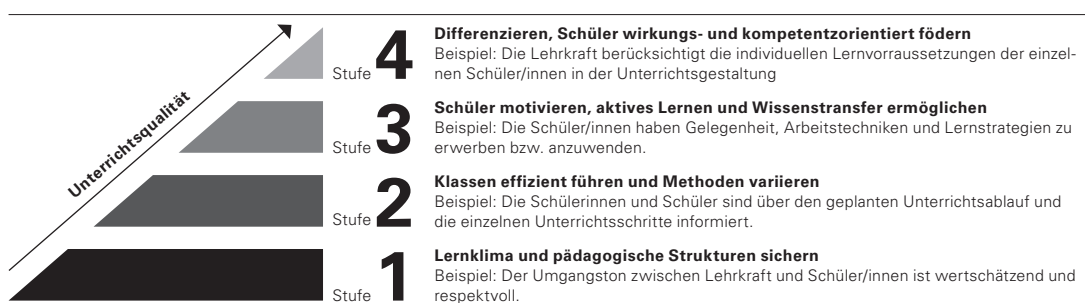 Unterrichtsqualität
Stufe 4
Differenzieren, Schüler wirkungs- und kompetentzorientiert födern
Beispiel: Die Lehrkraft berücksichtigt die individuellen Lernvorraussetzungen der einzel-
nen Schüler/innen in der Unterrichtsgestaltung
Stufe 3
Schüler motivieren, aktives Lernen und Wissenstransfer ermöglichen
Beispiel: Die Schüler/innen haben Gelegenheit, Arbeitstechniken und Lernstrategien zu
erwerben bzw. anzuwenden.
Stufe 2
Klassen effizient führen und Methoden variieren
Beispiel: Die Schülerinnen und Schüler sind über den geplanten Unterrichtsablauf und
die einzelnen Unterrichtsschritte informiert.
Stufe 1
Lernklima und pädagogische Strukturen sichern
Beispiel: Der Umgangston zwischen Lehrkraft und Schüler/innen ist wertschätzend und
respektvoll.